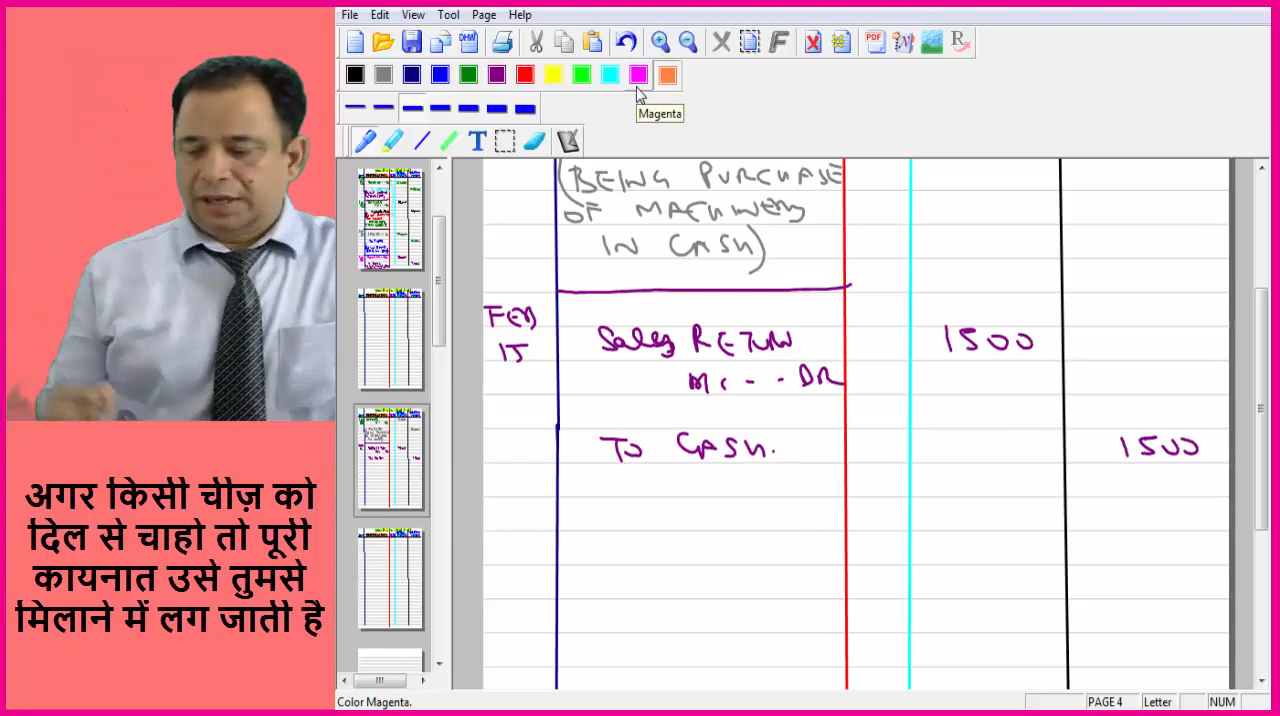 File Edit View Tool Page Help
Magenta
(BEING PURCHASE
OF MACHINERY
IN CASH)
FEB
15
Sales RETURN
1500
A/c - - DR
TO CASH.
1500
अगर किसी चीज़ को
दिल से चाहो तो पूरी
कायनात उसे तुमसे
मिलाने में लग जाती है
Color Magenta.
PAGE 4
Letter
NUM